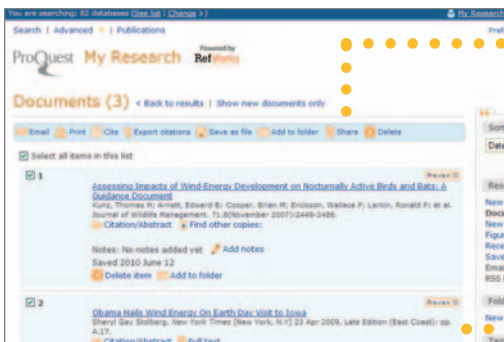 You are searching: 82 databases (See list | Change >)
My Research
Search | Advanced | Publications
Pref
ProQuest My Research Powered by
RefWorks
Documents (3) < Back to results | Show new documents only
Email Print Cite Export citations Save as file Add to folder Share Delete
Sort
Date
Select all items in this list
1 Preview
Assessing Impacts of Wind-Energy Development on Nocturnally Active Birds and Bats: A
Guidance Document
Kunz, Thomas H; Arnett, Edward B; Cooper, Brian M; Erickson, Wallace P; Larkin, Ronald P; et al.
Journal of Wildlife Management. 71.8(November 2007):2449-2486.
Citation/Abstract Find other copies:
Notes: No notes added yet Add notes
Saved 2010 June 12
Delete item Add to folder
Rese
New
Docu
New
Figur
Rece
Save
Email
RSS
Fold
New
2 Preview
Obama Hails Wind Energy On Earth Day Visit to Iowa
Sheryl Gay Stolberg. New York Times [New York, N.Y] 23 Apr 2009, Late Edition (East Coast): pp.
A.17.
Citation/Abstract Full text